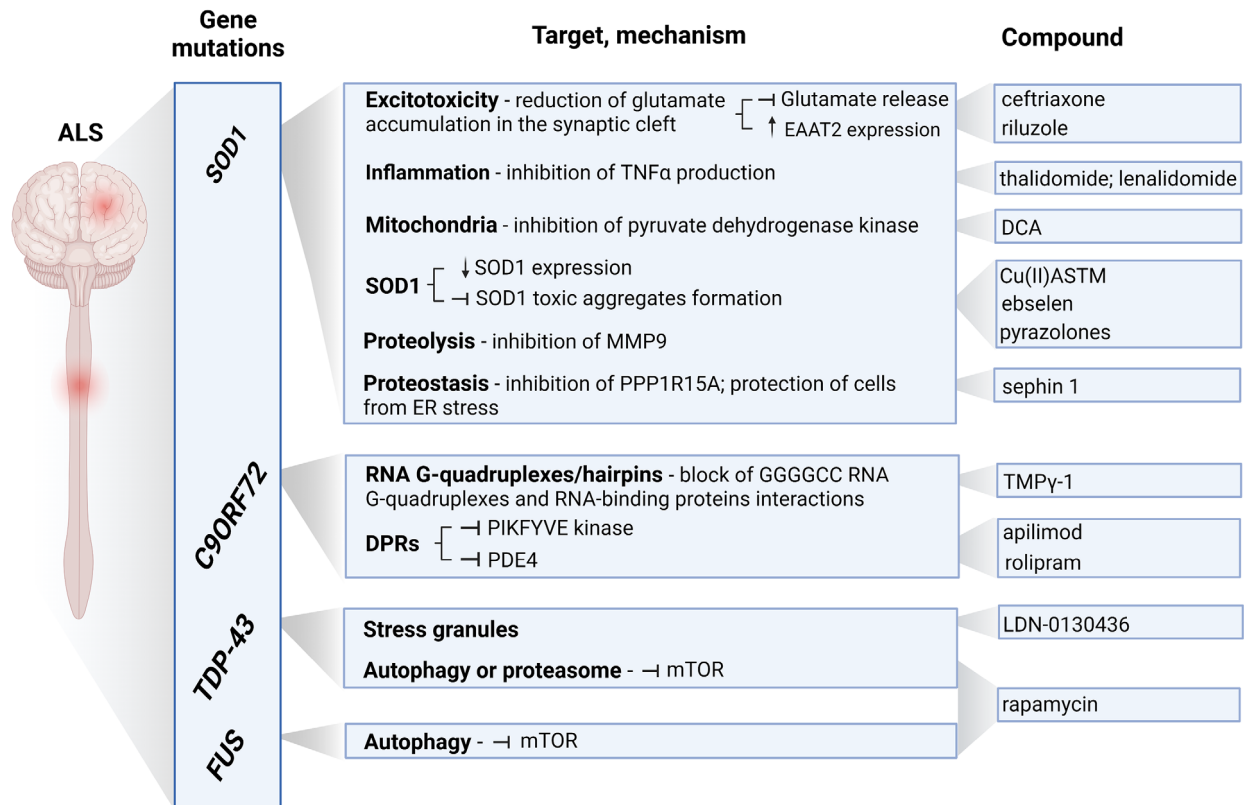 Gene
mutations
Target, mechanism
Compound
ALS
SOD1
Excitotoxicity - reduction of glutamate
accumulation in the synaptic cleft
Glutamate release
EAAT2 expression
ceftriaxone
riluzole
Inflammation - inhibition of TNFα production
thalidomide; lenalidomide
Mitochondria - inhibition of pyruvate dehydrogenase kinase
DCA
SOD1
SOD1 expression
SOD1 toxic aggregates formation
Cu(II)ASTM
ebselen
pyrazolones
Proteolysis - inhibition of MMP9
Proteostasis - inhibition of PPP1R15A; protection of cells
from ER stress
sephin 1
C9ORF72
RNA G-quadruplexes/hairpins - block of GGGGCC RNA
G-quadruplexes and RNA-binding proteins interactions
TMPγ-1
DPRs
PIKFYVE kinase
PDE4
apilimod
rolipram
TDP-43
Stress granules
LDN-0130436
Autophagy or proteasome - ⊣ mTOR
rapamycin
FUS
Autophagy - ⊣ mTOR